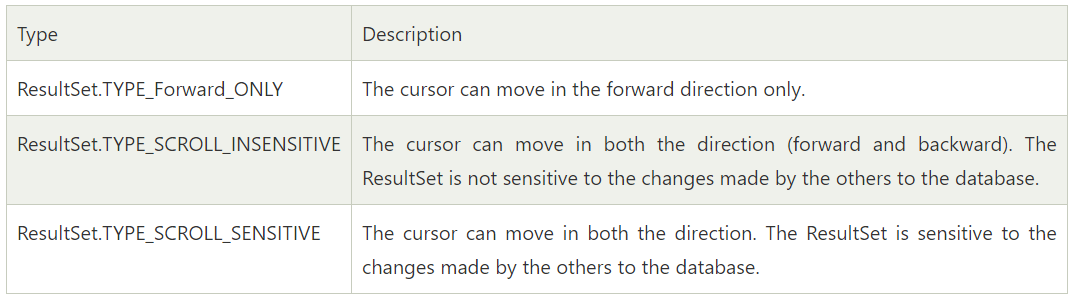 Type Description
ResultSet.TYPE_Forward_ONLY The cursor can move in the forward direction only.
ResultSet.TYPE_SCROLL_INSENSITIVE The cursor can move in both the direction (forward and backward). The
ResultSet is not sensitive to the changes made by the others to the database.
ResultSet.TYPE_SCROLL_SENSITIVE The cursor can move in both the direction. The ResultSet is sensitive to the
changes made by the others to the database.